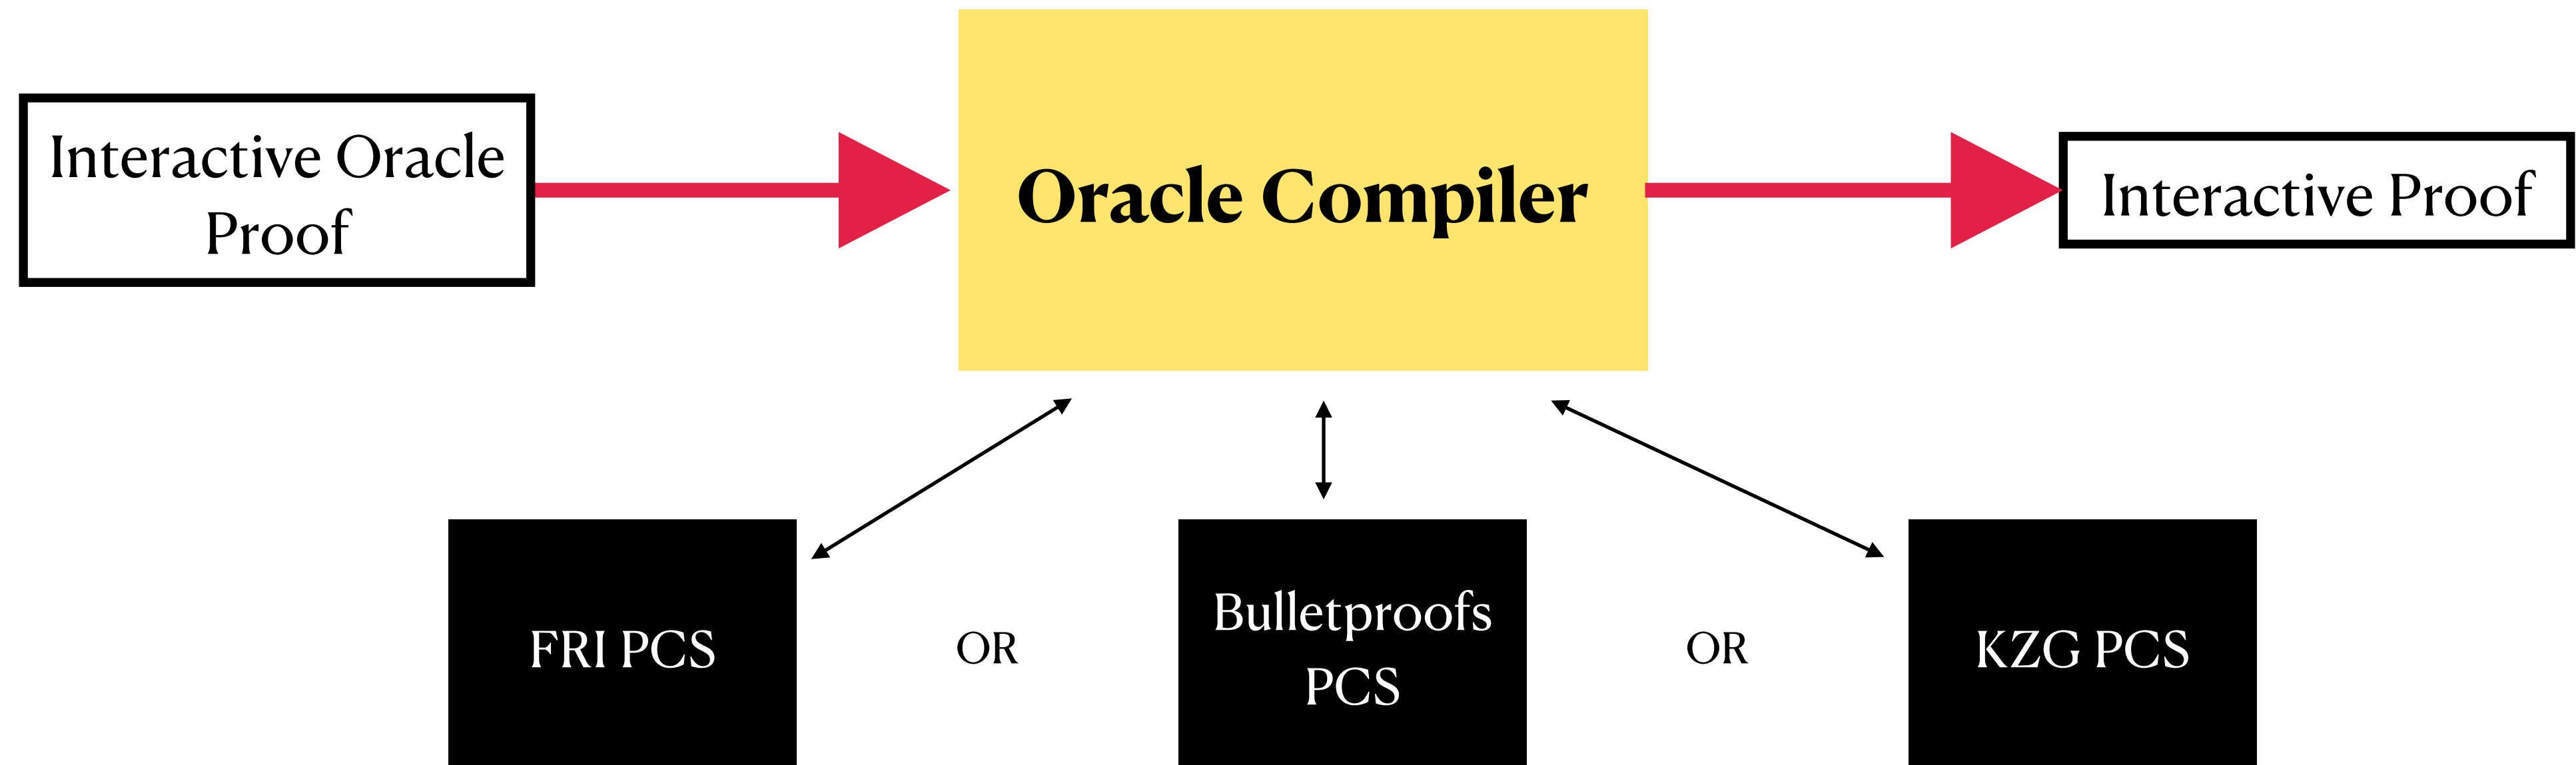 Interactive Oracle
Proof
Oracle Compiler
Interactive Proof
FRI PCS
OR
Bulletproofs
PCS
OR
KZG PCS